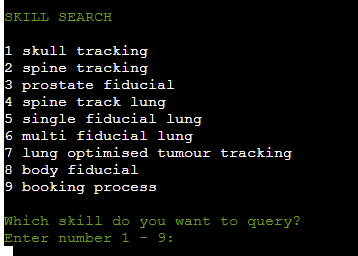 SKILL SEARCH
1 skull tracking
2 spine tracking
3 prostate fiducial
4 spine track lung
5 single fiducial lung
6 multi fiducial lung
7 lung optimised tumour tracking
8 body fiducial
9 booking process
Which skill do you want to query?
Enter number 1 - 9: